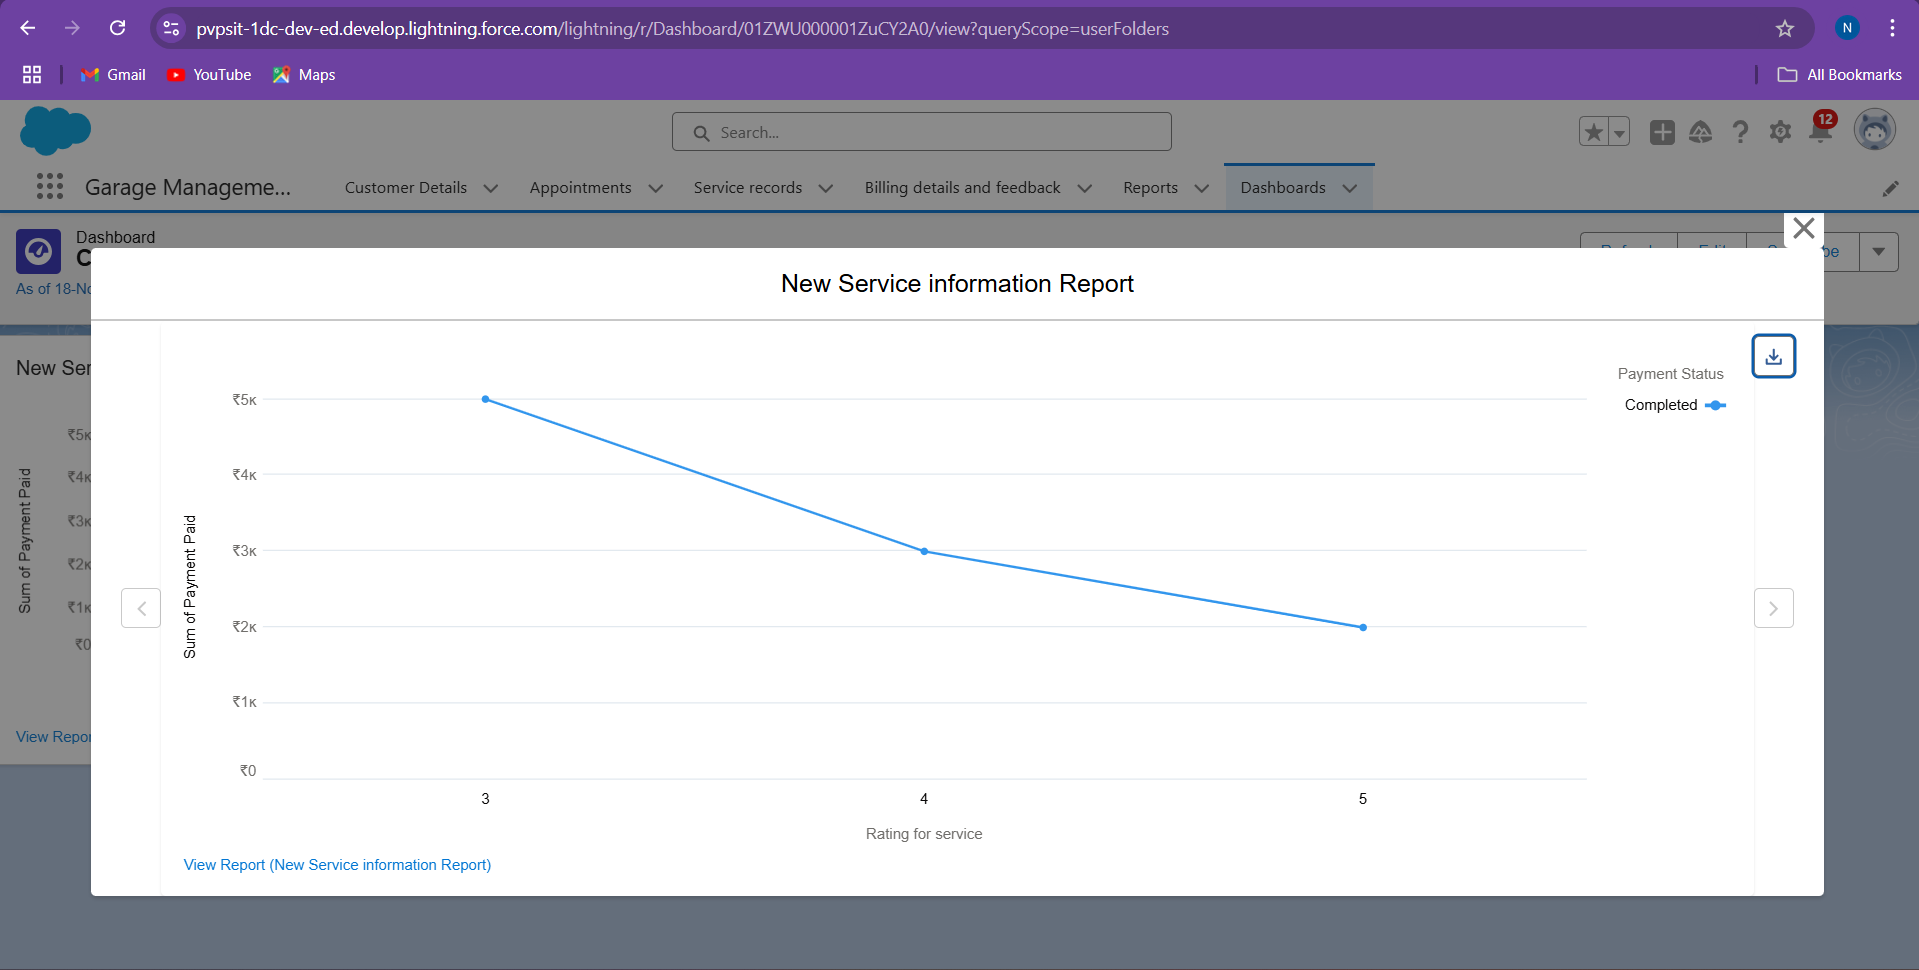 pvpsit-1dc-dev-ed.develop.lightning.force.com/lightning/r/Dashboard/01ZWU000001ZuCY2A0/view?queryScope=userFolders
N
Gmail
YouTube
Maps
All Bookmarks
Search...
12
Garage Manageme...
Customer Details
Appointments
Service records
Billing details and feedback
Reports
Dashboards
Dashboard
C
As of 18-No
be
New Service information Report
New Ser
Payment Status
Completed
₹5K
₹4K
₹3K
₹2K
₹1K
₹0
Sum of Payment Paid
₹5K
₹4K
₹3K
₹2K
₹1K
₹0
Sum of Payment Paid
3
4
5
Rating for service
View Report (New Service information Report)
View Repor